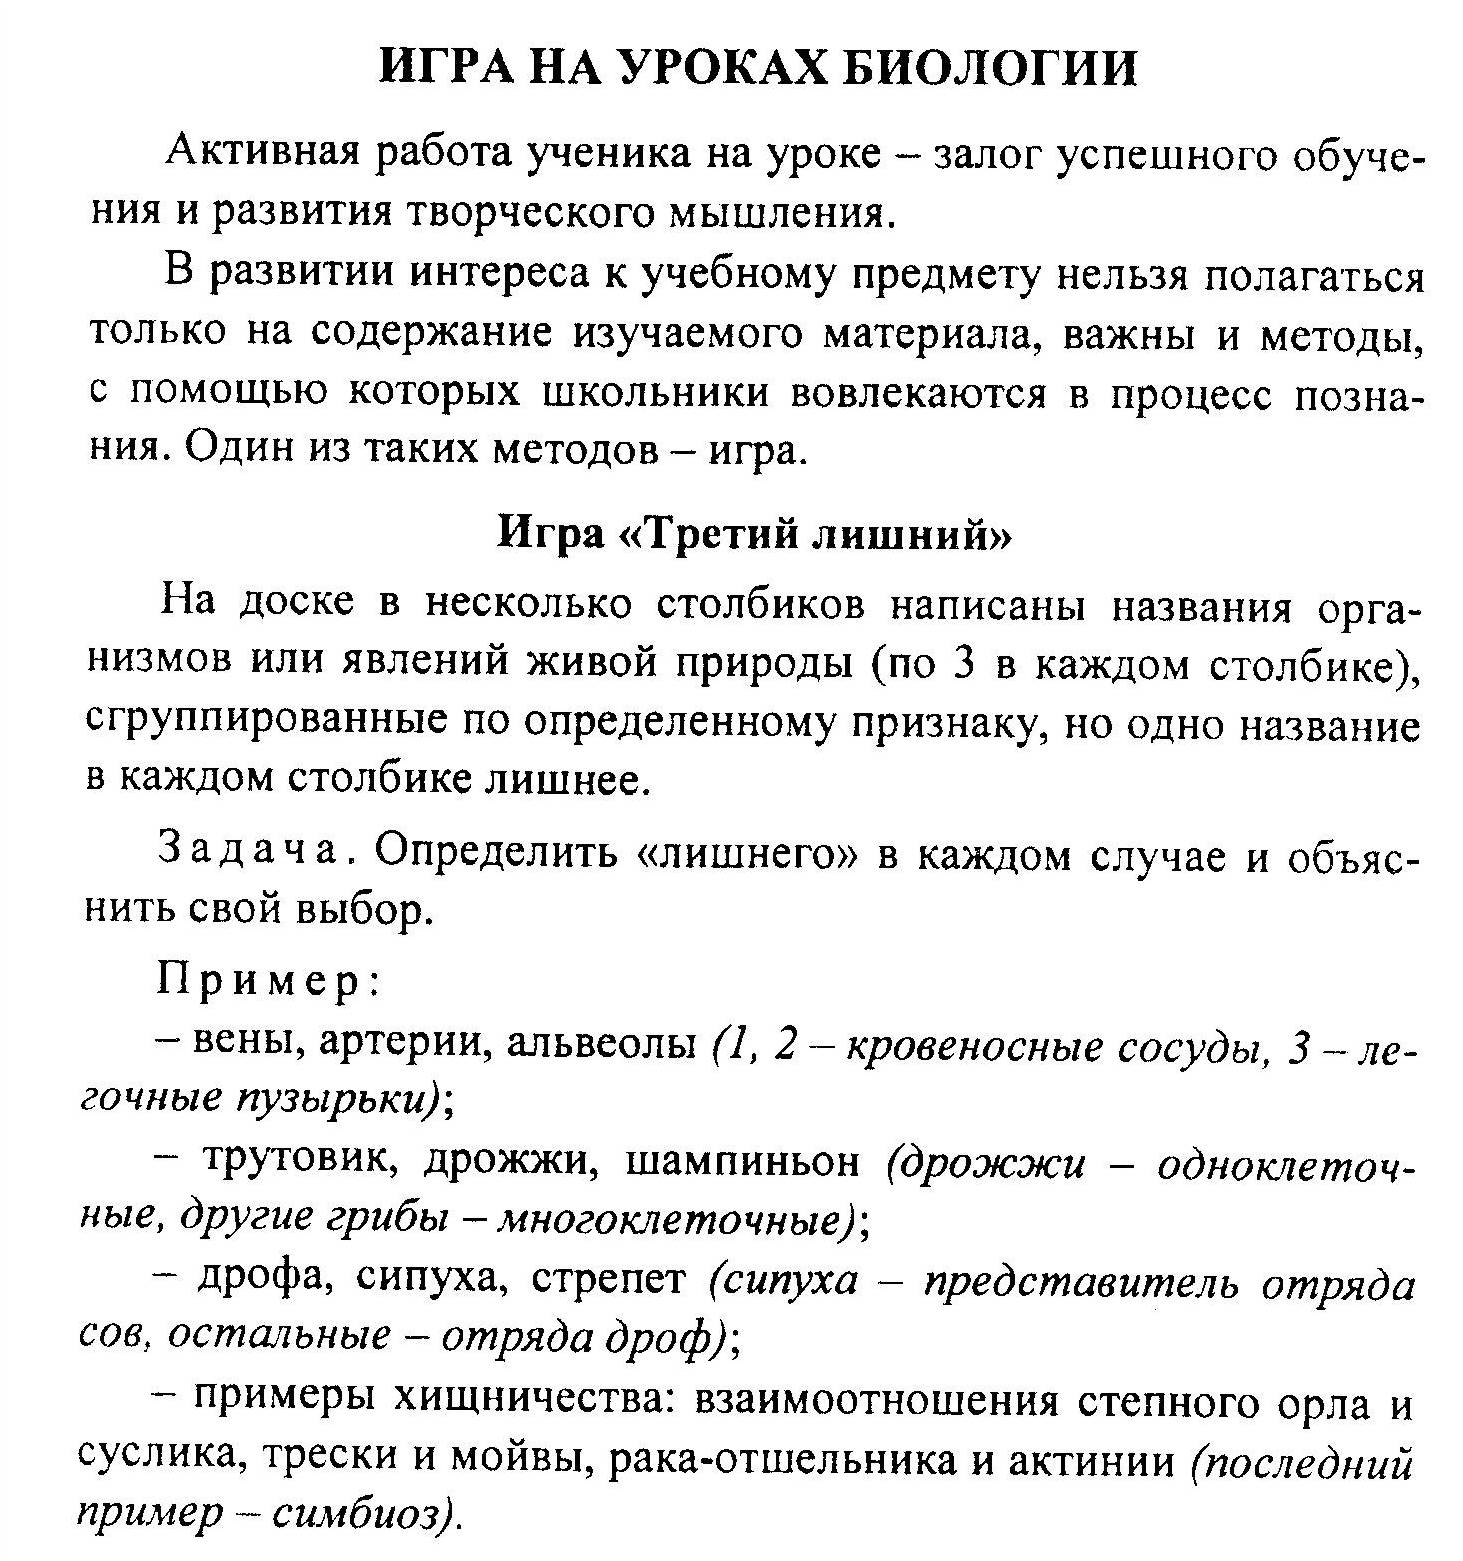 ИГРА НА УРОКАХ БИОЛОГИИ
Активная работа ученика на уроке – залог успешного обуче-
ния и развития творческого мышления.
В развитии интереса к учебному предмету нельзя полагаться
только на содержание изучаемого материала, важны и методы,
с помощью которых школьники вовлекаются в процесс позна-
ния. Один из таких методов – игра.
Игра «Третий лишний»
На доске в несколько столбиков написаны названия орга-
низмов или явлений живой природы (по 3 в каждом столбике),
сгруппированные по определенному признаку, но одно название
в каждом столбике лишнее.
Задача. Определить «лишнего» в каждом случае и объяс-
нить свой выбор.
Пример:
– вены, артерии, альвеолы (1, 2 – кровеносные сосуды, 3 – ле-
гочные пузырьки);
– трутовик, дрожжи, шампиньон (дрожжи – одноклеточ-
ные, другие грибы – многоклеточные);
– дрофа, сипуха, стрепет (сипуха – представитель отряда
сов, остальные – отряда дроф);
– примеры хищничества: взаимоотношения степного орла и
суслика, трески и мойвы, рака-отшельника и актинии (последний
пример – симбиоз).